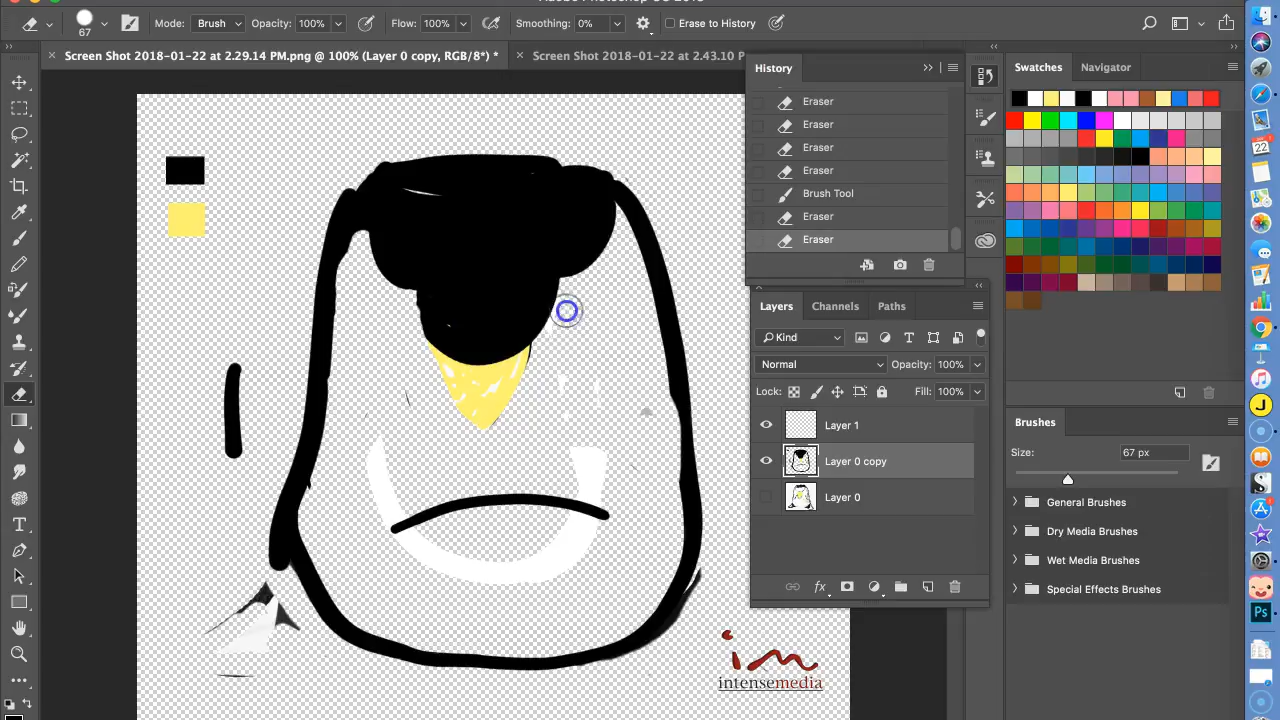 67
Mode: Brush
Opacity: 100%
Flow: 100%
Smoothing: 0%
Erase to History
Screen Shot 2018-01-22 at 2.29.14 PM.png @ 100% (Layer 0 copy, RGB/8*) *
Screen Shot 2018-01-22 at 2.43.10 P
History
Eraser
Eraser
Eraser
Eraser
Brush Tool
Eraser
Eraser
Layers
Channels
Paths
Kind
Normal
Opacity: 100%
Lock:
Fill: 100%
Layer 1
Layer 0 copy
Layer 0
fx
Swatches
Navigator
Brushes
Size:
67 px
General Brushes
Dry Media Brushes
Wet Media Brushes
Special Effects Brushes
22
Ps
im
intensemedia